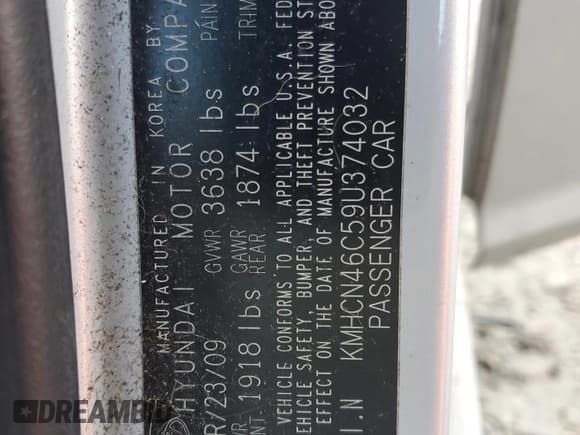 MANUFACTURED IN KOREA BY
HYUNDAI MOTOR COMPA
R/23/09 GVWR 3638 lbs PAIN
GAWR
NT 1918 lbs REAR 1874 lbs TRIM
VEHICLE CONFORMS TO ALL APPLICABLE U.S.A. FED
VEHICLE SAFETY, BUMPER, AND THEFT PREVENTION ST
EFFECT ON THE DATE OF MANUFACTURE SHOWN ABO
I.N KMHCN46C59U374032
PASSENGER CAR
DREAMBID